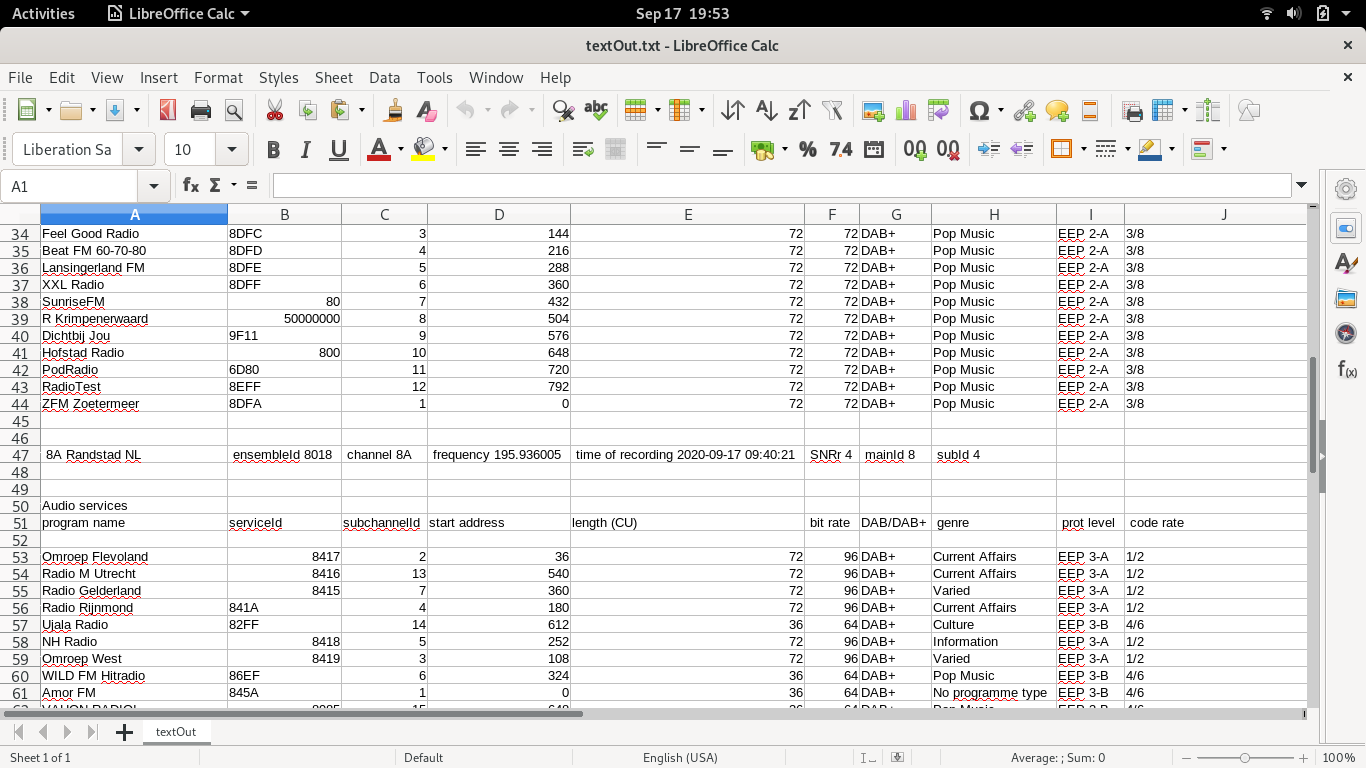 Activities LibreOffice Calc Sep 17 19:53
textOut.txt - LibreOffice Calc
File Edit View Insert Format Styles Sheet Data Tools Window Help
Liberation Sa 10
A1
A B C D E F G H I J
34 Feel Good Radio 8DFC 3 144 72 72 DAB+ Pop Music EEP 2-A 3/8
35 Beat FM 60-70-80 8DFD 4 216 72 72 DAB+ Pop Music EEP 2-A 3/8
36 Lansingerland FM 8DFE 5 288 72 72 DAB+ Pop Music EEP 2-A 3/8
37 XXL Radio 8DFF 6 360 72 72 DAB+ Pop Music EEP 2-A 3/8
38 SunriseFM 80 7 432 72 72 DAB+ Pop Music EEP 2-A 3/8
39 R Krimpenerwaard 50000000 8 504 72 72 DAB+ Pop Music EEP 2-A 3/8
40 Dichtbij Jou 9F11 9 576 72 72 DAB+ Pop Music EEP 2-A 3/8
41 Hofstad Radio 800 10 648 72 72 DAB+ Pop Music EEP 2-A 3/8
42 PodRadio 6D80 11 720 72 72 DAB+ Pop Music EEP 2-A 3/8
43 RadioTest 8EFF 12 792 72 72 DAB+ Pop Music EEP 2-A 3/8
44 ZFM Zoetermeer 8DFA 1 0 72 72 DAB+ Pop Music EEP 2-A 3/8
45
46
47 8A Randstad NL ensembleId 8018 channel 8A frequency 195.936005 time of recording 2020-09-17 09:40:21 SNRr 4 mainId 8 subId 4
48
49
50 Audio services
51 program name serviceId subchannelId start address length (CU) bit rate DAB/DAB+ genre prot level code rate
52
53 Omroep Flevoland 8417 2 36 72 96 DAB+ Current Affairs EEP 3-A 1/2
54 Radio M Utrecht 8416 13 540 72 96 DAB+ Current Affairs EEP 3-A 1/2
55 Radio Gelderland 8415 7 360 72 96 DAB+ Varied EEP 3-A 1/2
56 Radio Rijnmond 841A 4 180 72 96 DAB+ Current Affairs EEP 3-A 1/2
57 Ujala Radio 82FF 14 612 36 64 DAB+ Culture EEP 3-B 4/6
58 NH Radio 8418 5 252 72 96 DAB+ Information EEP 3-A 1/2
59 Omroep West 8419 3 108 72 96 DAB+ Varied EEP 3-A 1/2
60 WILD FM Hitradio 86EF 6 324 36 64 DAB+ Pop Music EEP 3-B 4/6
61 Amor FM 845A 1 0 36 64 DAB+ No programme type EEP 3-B 4/6
textOut
Sheet 1 of 1 Default English (USA) Average: ; Sum: 0 100%